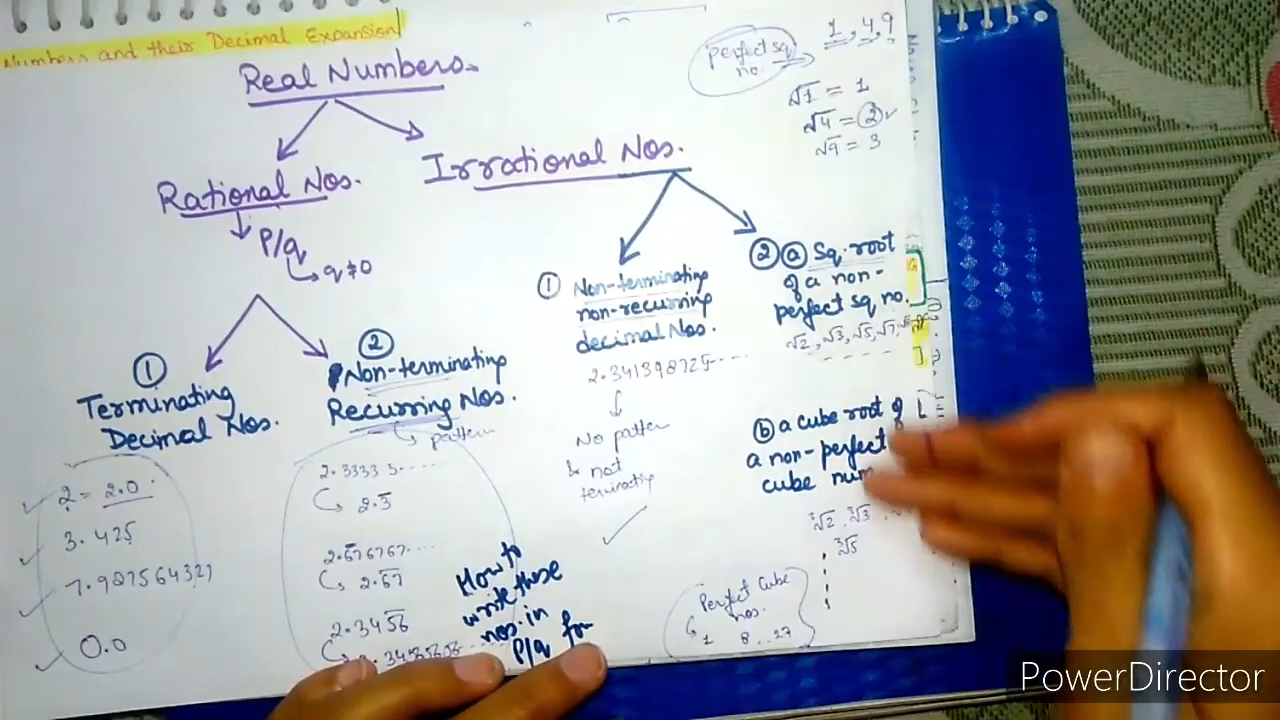 Numbers and their Decimal Expansion
Real Numbers
Rational Nos.
P/q
q ≠ 0
①
Terminating
Decimal Nos.
2 = 2.0
3.425
7.987564327
0.0
②
Non-terminating
Recurring Nos.
pattern
2.33333....
2.3̅
2.676767....
2.6̅7̅
2.345̅6̅
How to
write these
nos. in
P/q for
Irrational Nos.
① Non-terminating
non-recurring
decimal Nos.
2.341398725....
No patter
& not
terminating
② ⓐ Sq. root
of a non-
perfect sq no.
√2, √3, √5, √7,
ⓑ a cube root of
a non-perfect
cube num
∛2, ∛3,
∛5
Perfect Cube
nos.
1 8..27
perfect sq
no.
1, 4, 9
√1 = 1
√4 = 2
√9 = 3
PowerDirector